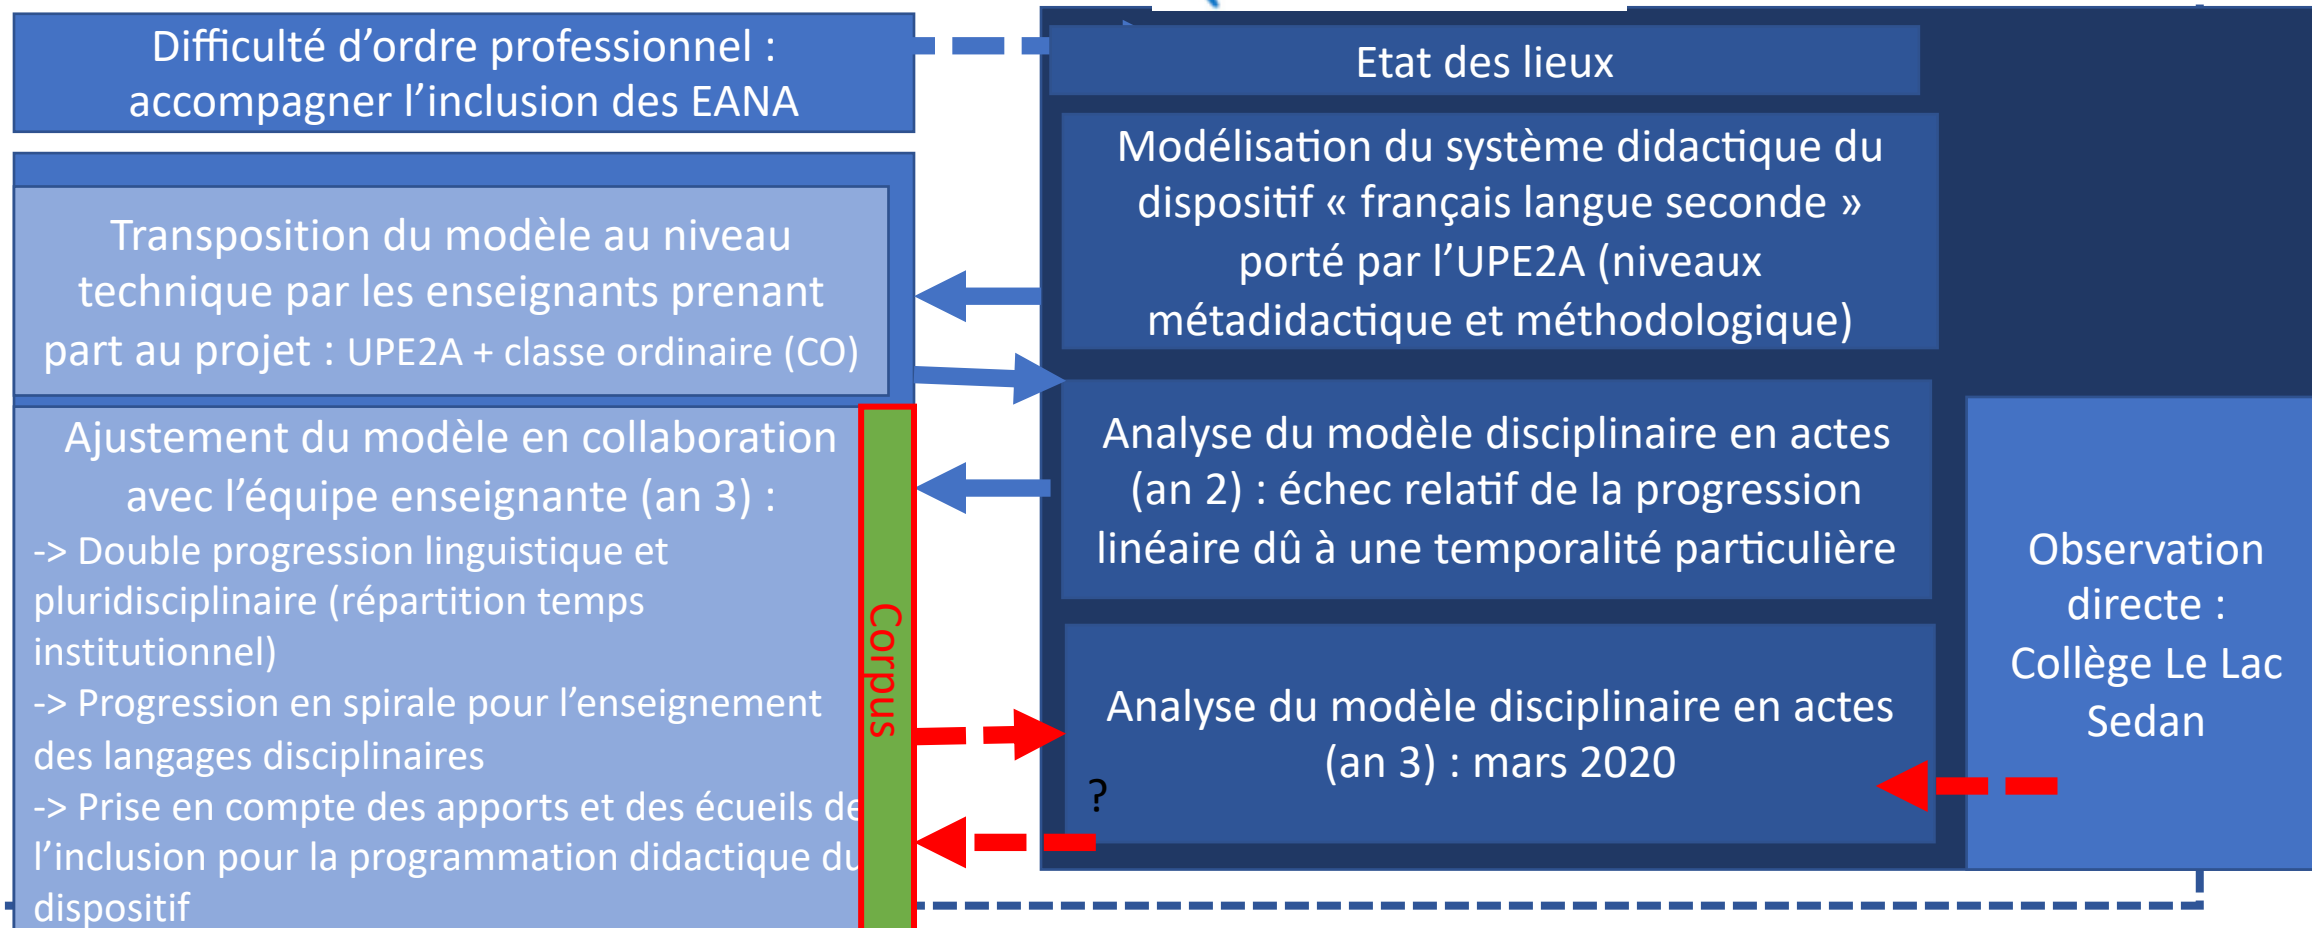 Difficulté d’ordre professionnel :
accompagner l’inclusion des EANA
Etat des lieux
Modélisation du système didactique du
dispositif « français langue seconde »
porté par l’UPE2A (niveaux
métadidactique et méthodologique)
Transposition du modèle au niveau
technique par les enseignants prenant
part au projet : UPE2A + classe ordinaire (CO)
Analyse du modèle disciplinaire en actes
(an 2) : échec relatif de la progression
linéaire dû à une temporalité particulière
Ajustement du modèle en collaboration
avec l’équipe enseignante (an 3) :
-> Double progression linguistique et
pluridisciplinaire (répartition temps
institutionnel)
-> Progression en spirale pour l’enseignement
des langages disciplinaires
-> Prise en compte des apports et des écueils de
l’inclusion pour la programmation didactique du
dispositif
Corpus
Analyse du modèle disciplinaire en actes
(an 3) : mars 2020
?
Observation
directe :
Collège Le Lac
Sedan